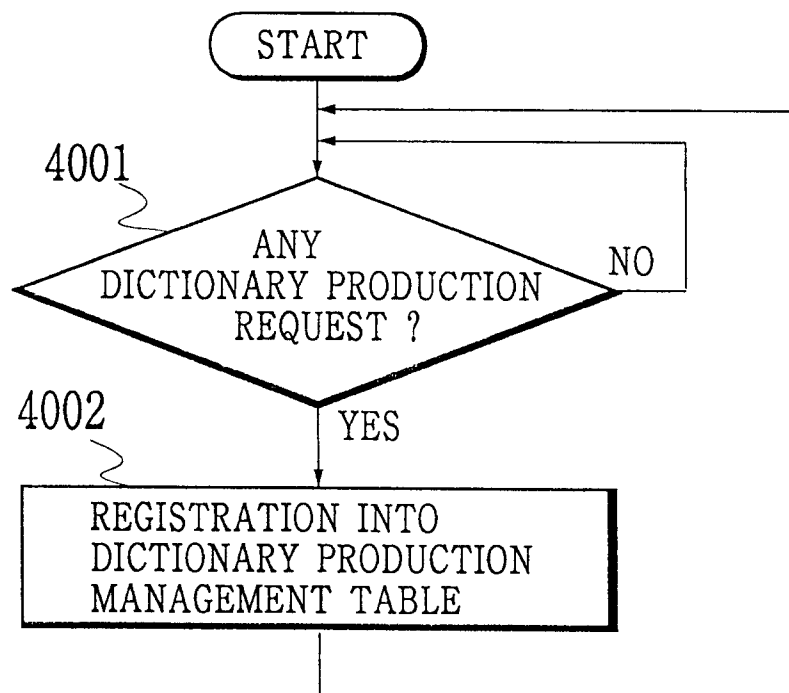 START
4001
ANY
DICTIONARY PRODUCTION
REQUEST ?
NO
YES
4002
REGISTRATION INTO
DICTIONARY PRODUCTION
MANAGEMENT TABLE